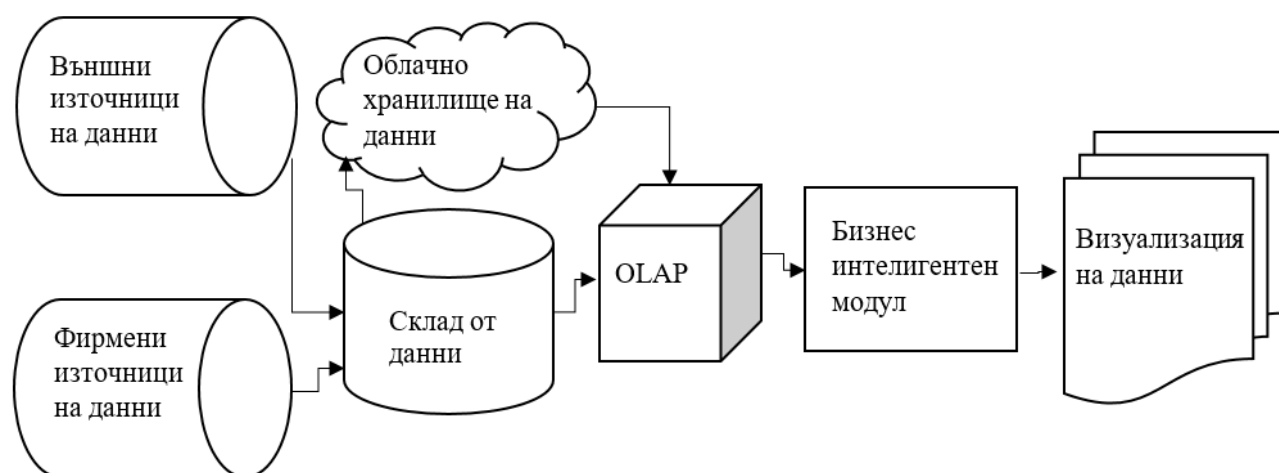 Външни
източници
на данни
Облачно
хранилище на
данни
Фирмени
източници
на данни
Склад от
данни
OLAP
Бизнес
интелигентен
модул
Визуализация
на данни